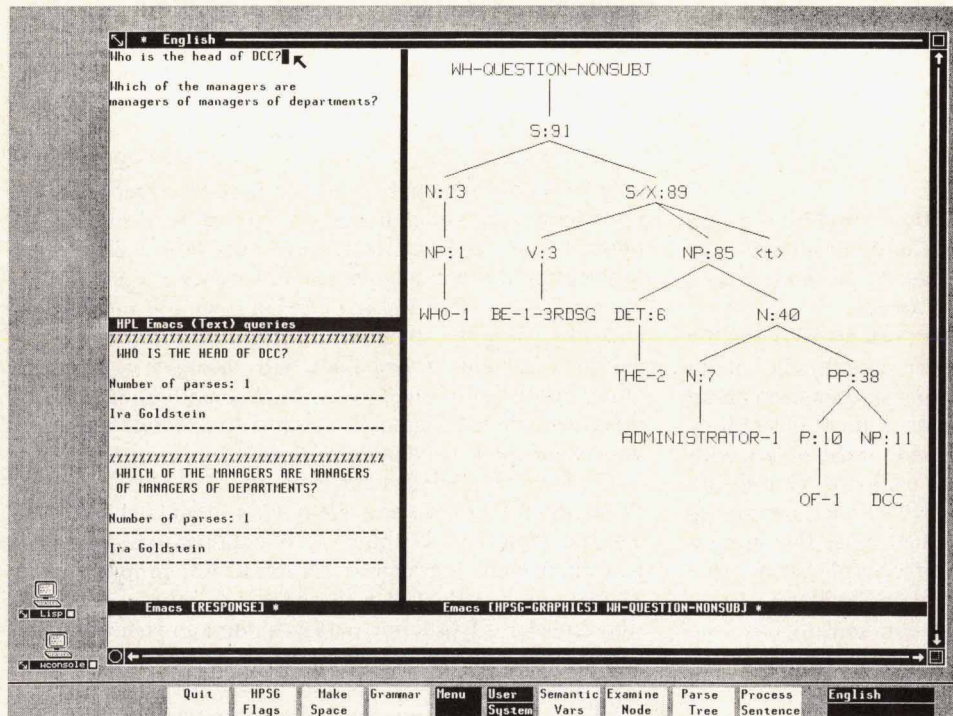 * English
Who is the head of DCC?
Which of the managers are
managers of managers of departments?
HPL Emacs (Text) queries
//////////////////////////////////////
WHO IS THE HEAD OF DCC?
Number of parses: 1
--------------------------------------
Ira Goldstein
--------------------------------------
//////////////////////////////////////
WHICH OF THE MANAGERS ARE MANAGERS
OF MANAGERS OF DEPARTMENTS?
Number of parses: 1
--------------------------------------
Ira Goldstein
--------------------------------------
Emacs [RESPONSE] *
WH-QUESTION-NONSUBJ
S:91
N:13 S/X:89
NP:1 V:3 NP:85 <t>
WHO-1 BE-1-3RDSG DET:6 N:40
THE-2 N:7 PP:38
ADMINISTRATOR-1 P:10 NP:11
OF-1 DCC
Emacs [HPSG-GRAPHICS] WH-QUESTION-NONSUBJ *
Lisp
wconsole
Quit HPSG Make Grammar Menu User Semantic Examine Parse Process English
Flags Space System Vars Node Tree Sentence